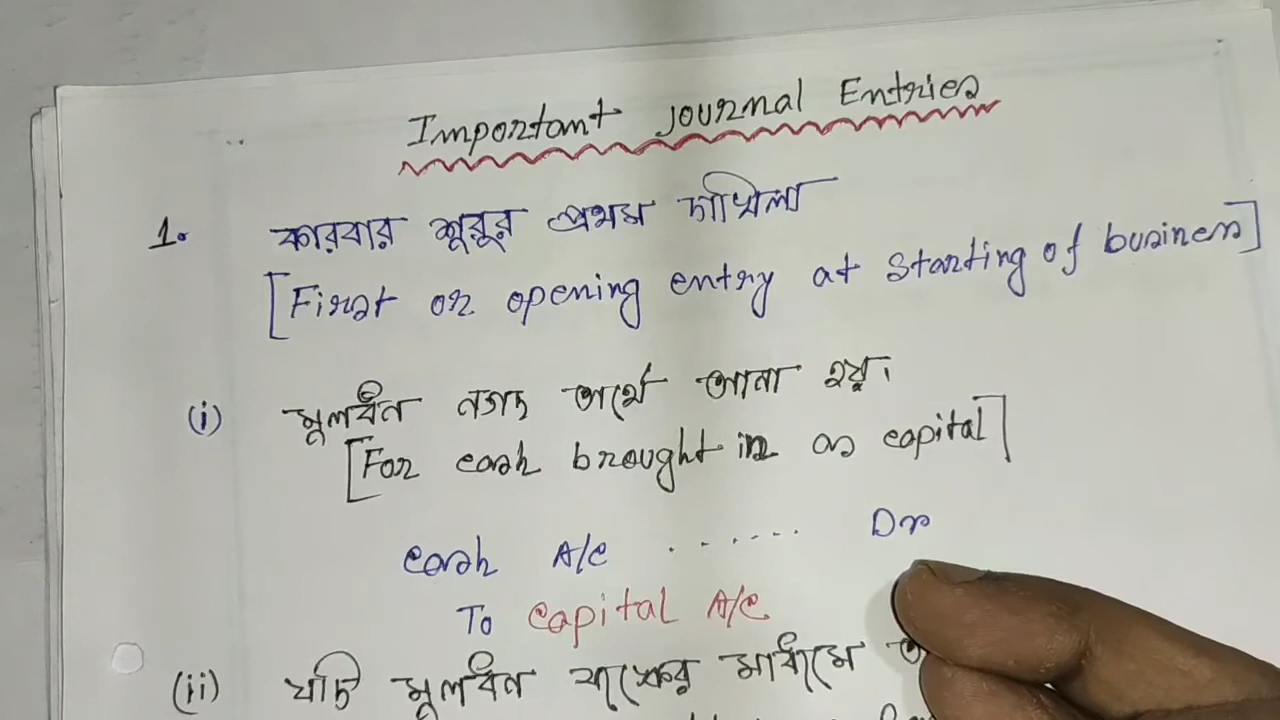 Important Journal Entries
1. কারবার শুরুর প্রথম দাখিলা
[First or opening entry at starting of business]
(i) মূলধন নগদ অর্থে আনা হয়।
[For cash brought in as capital]
Cash A/c ....... Dr
To Capital A/c
(ii) যদি মূলধন ব্যাংকের মাধ্যমে